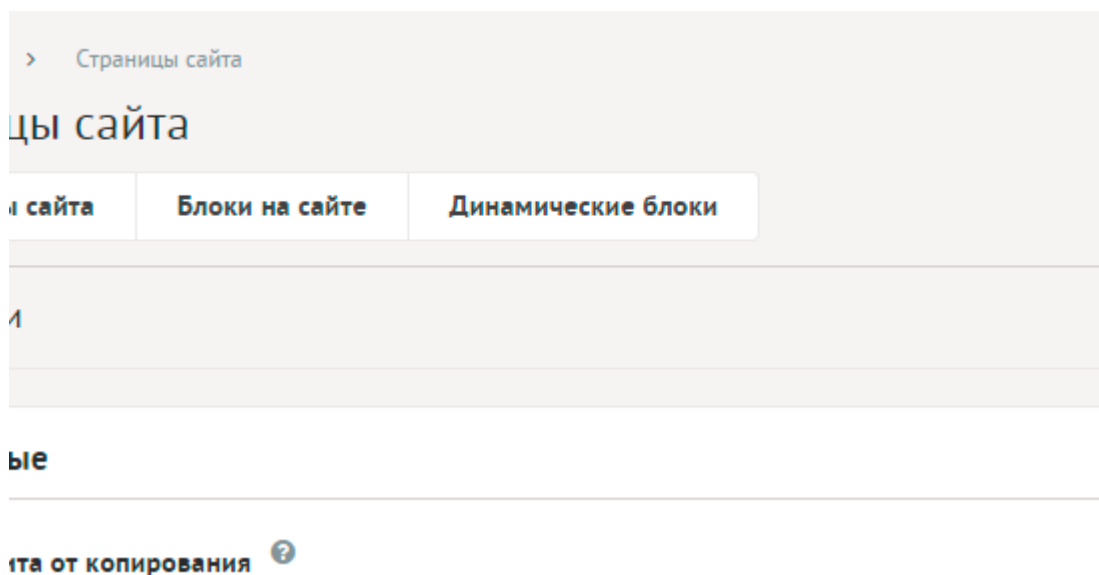 > Страницы сайта
цы сайта
ы сайта Блоки на сайте Динамические блоки
и
ые
ита от копирования ?